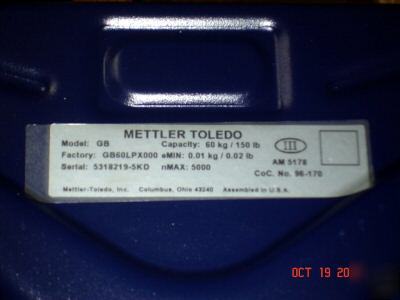 METTLER TOLEDO
Model: GB Capacity: 60 kg / 150 lb
Factory: GB60LPX000 eMIN: 0.01 kg / 0.02 lb
Serial: 5318219-5KD nMAX: 5000
III
AM 5178
CoC. No. 96-170
Mettler-Toledo, Inc. Columbus, Ohio 43240 Assembled in U.S.A.
OCT 19 20